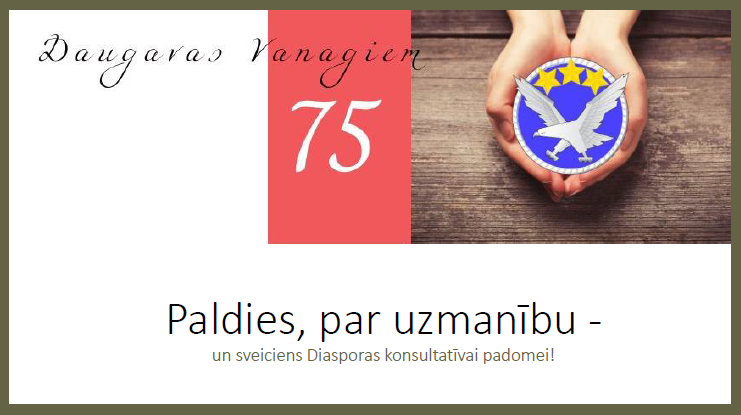 Daugavas Vanagiem
75
Paldies, par uzmanību -
un sveiciens Diasporas konsultatīvai padomei!